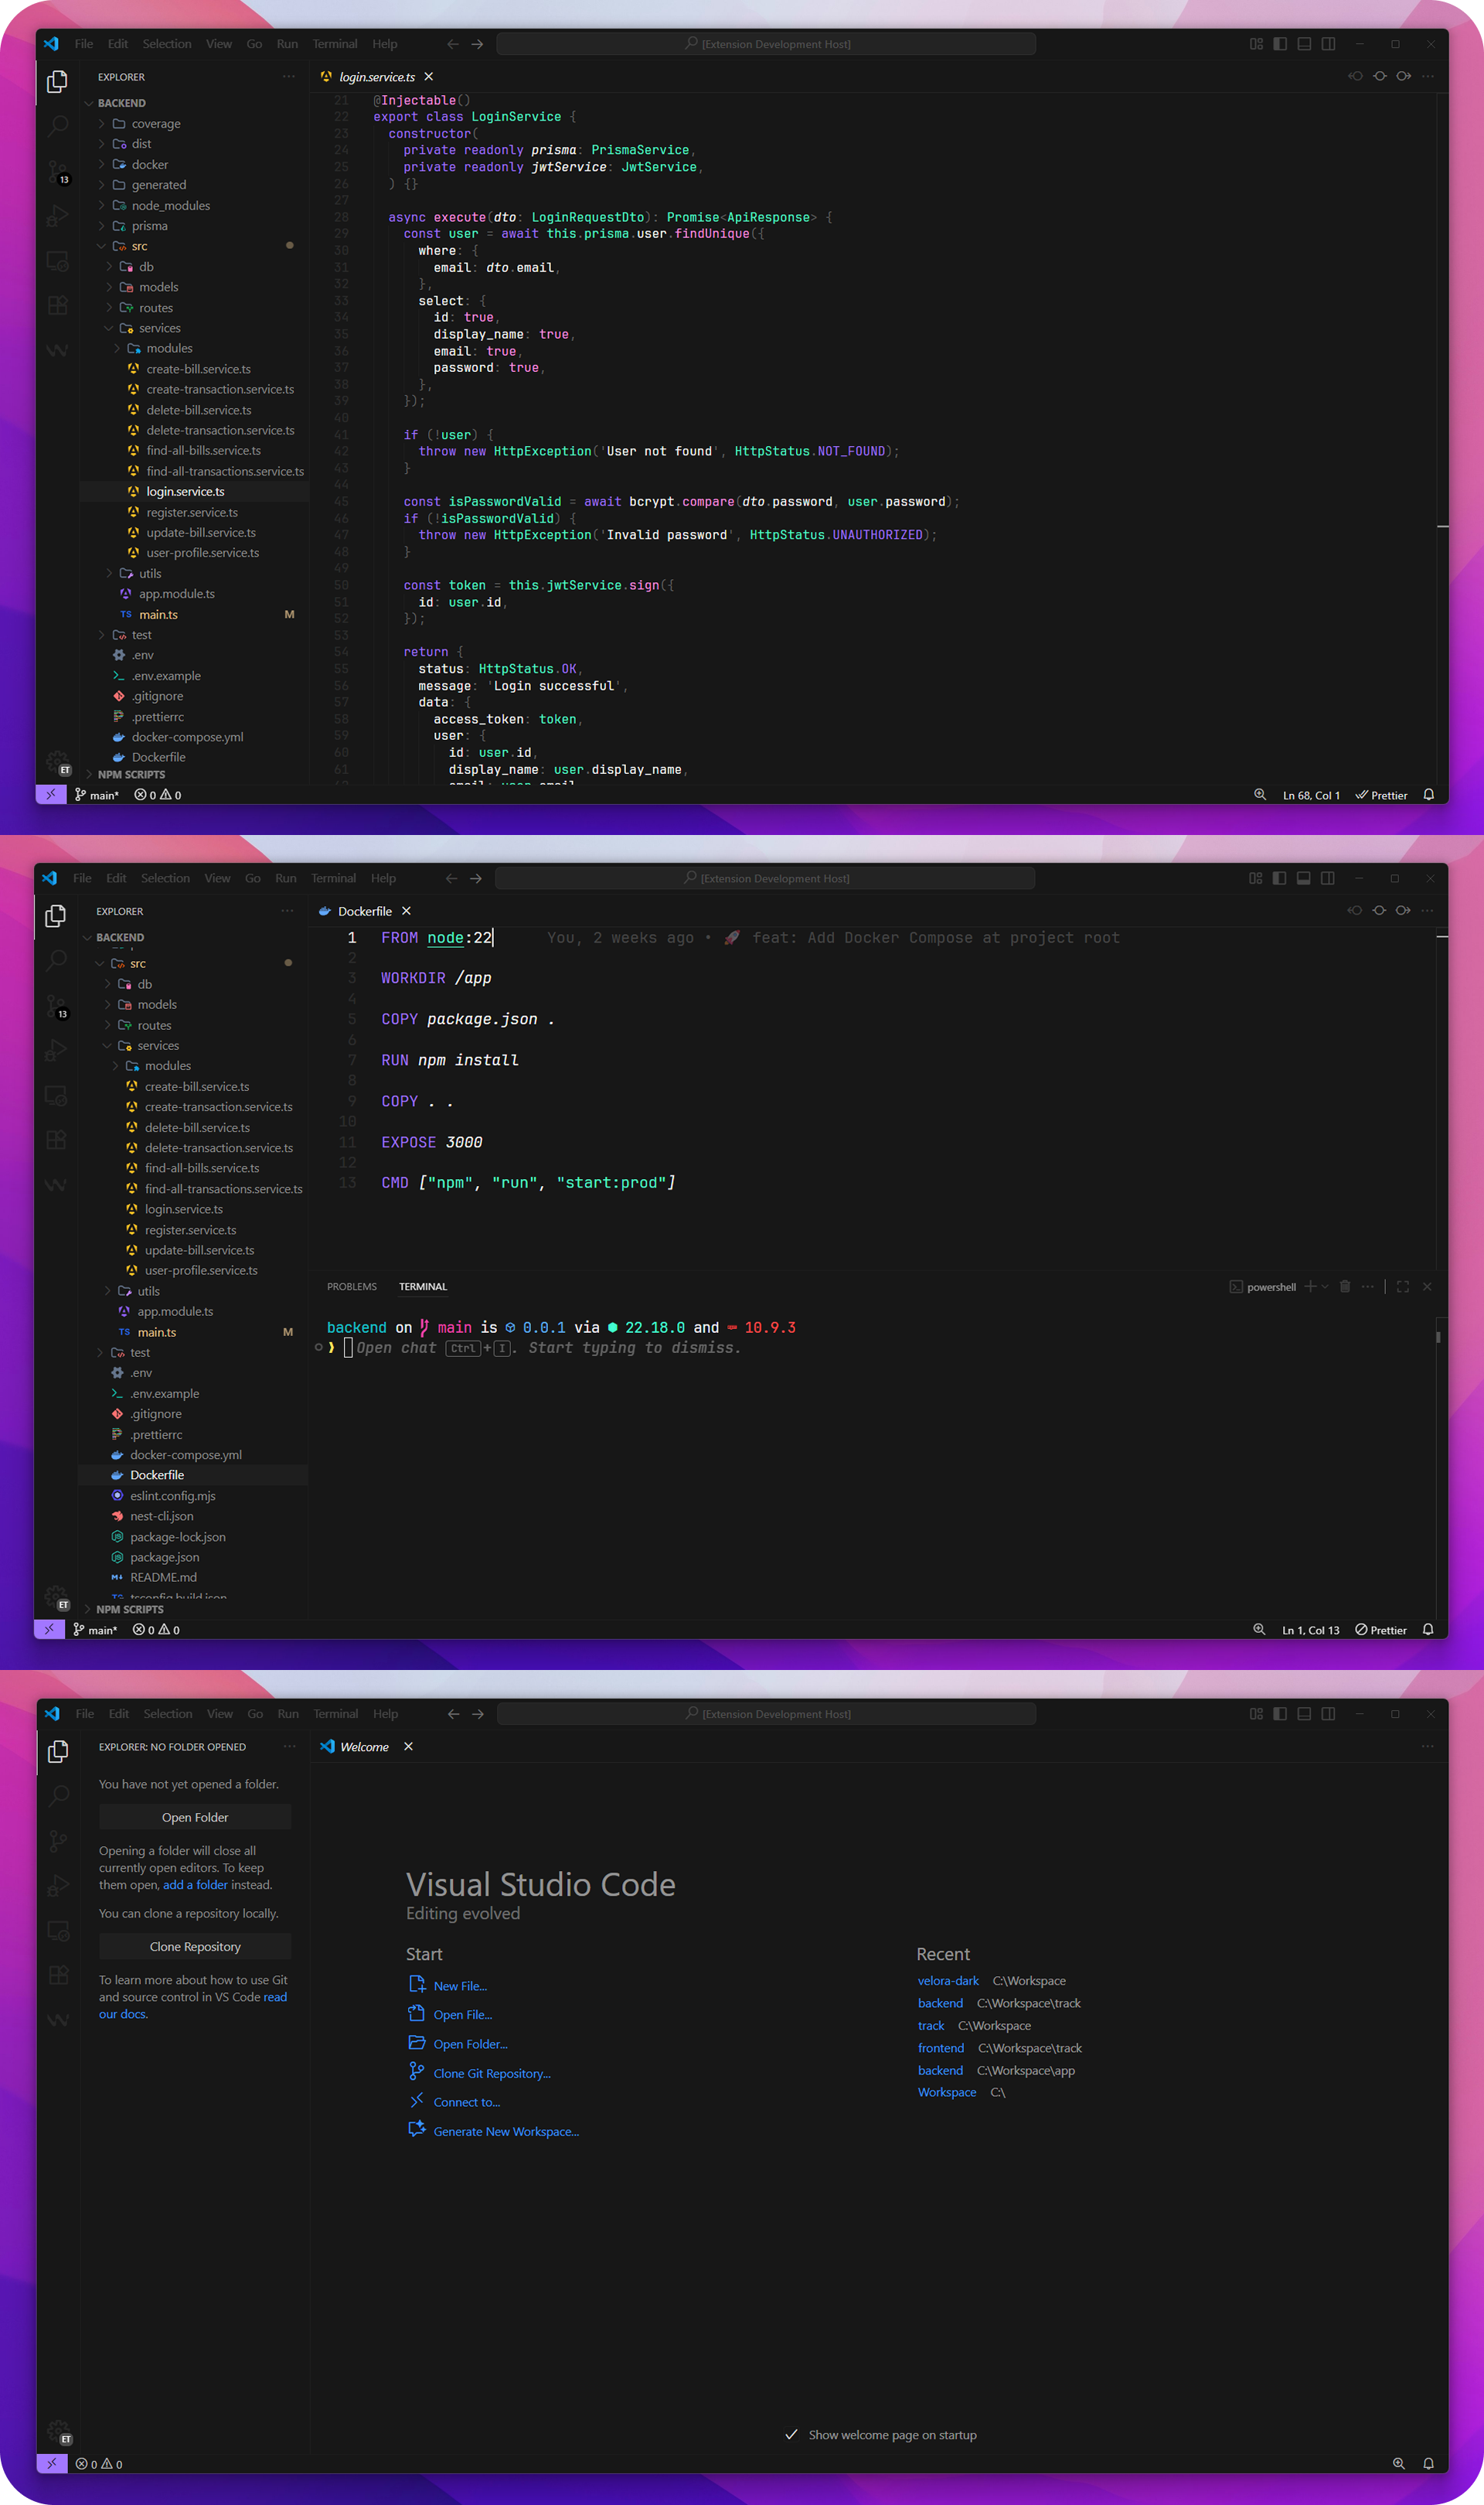 File Edit Selection View Go Run Terminal Help
[Extension Development Host]
EXPLORER
BACKEND
coverage
dist
docker
generated
node_modules
prisma
src
db
models
routes
services
modules
create-bill.service.ts
create-transaction.service.ts
delete-bill.service.ts
delete-transaction.service.ts
find-all-bills.service.ts
find-all-transactions.service.ts
login.service.ts
register.service.ts
update-bill.service.ts
user-profile.service.ts
utils
app.module.ts
TS main.ts M
test
.env
.env.example
.gitignore
.prettierrc
docker-compose.yml
Dockerfile
NPM SCRIPTS
13
ET
login.service.ts
21 @Injectable()
22 export class LoginService {
23 constructor(
24 private readonly prisma: PrismaService,
25 private readonly jwtService: JwtService,
26 ) {}
27
28 async execute(dto: LoginRequestDto): Promise<ApiResponse> {
29 const user = await this.prisma.user.findUnique({
30 where: {
31 email: dto.email,
32 },
33 select: {
34 id: true,
35 display_name: true,
36 email: true,
37 password: true,
38 },
39 });
40
41 if (!user) {
42 throw new HttpException('User not found', HttpStatus.NOT_FOUND);
43 }
44
45 const isPasswordValid = await bcrypt.compare(dto.password, user.password);
46 if (!isPasswordValid) {
47 throw new HttpException('Invalid password', HttpStatus.UNAUTHORIZED);
48 }
49
50 const token = this.jwtService.sign({
51 id: user.id,
52 });
53
54 return {
55 status: HttpStatus.OK,
56 message: 'Login successful',
57 data: {
58 access_token: token,
59 user: {
60 id: user.id,
61 display_name: user.display_name,
main* 0 0
Ln 68, Col 1 Prettier
File Edit Selection View Go Run Terminal Help
[Extension Development Host]
EXPLORER
BACKEND
src
db
models
routes
services
modules
create-bill.service.ts
create-transaction.service.ts
delete-bill.service.ts
delete-transaction.service.ts
find-all-bills.service.ts
find-all-transactions.service.ts
login.service.ts
register.service.ts
update-bill.service.ts
user-profile.service.ts
utils
app.module.ts
TS main.ts M
test
.env
.env.example
.gitignore
.prettierrc
docker-compose.yml
Dockerfile
eslint.config.mjs
nest-cli.json
package-lock.json
package.json
README.md
NPM SCRIPTS
13
ET
Dockerfile
1 FROM node:22 You, 2 weeks ago • 🚀 feat: Add Docker Compose at project root
2
3 WORKDIR /app
4
5 COPY package.json .
6
7 RUN npm install
8
9 COPY . .
10
11 EXPOSE 3000
12
13 CMD ["npm", "run", "start:prod"]
PROBLEMS TERMINAL
powershell
backend on main is 0.0.1 via 22.18.0 and 10.9.3
Open chat Ctrl+I. Start typing to dismiss.
main* 0 0
Ln 1, Col 13 Prettier
File Edit Selection View Go Run Terminal Help
[Extension Development Host]
EXPLORER: NO FOLDER OPENED
You have not yet opened a folder.
Open Folder
Opening a folder will close all
currently open editors. To keep
them open, add a folder instead.
You can clone a repository locally.
Clone Repository
To learn more about how to use Git
and source control in VS Code read
our docs.
ET
Welcome
Visual Studio Code
Editing evolved
Start
New File...
Open File...
Open Folder...
Clone Git Repository...
Connect to...
Generate New Workspace...
Recent
velora-dark C:\Workspace
backend C:\Workspace\track
track C:\Workspace
frontend C:\Workspace\track
backend C:\Workspace\app
Workspace C:\
Show welcome page on startup
0 0